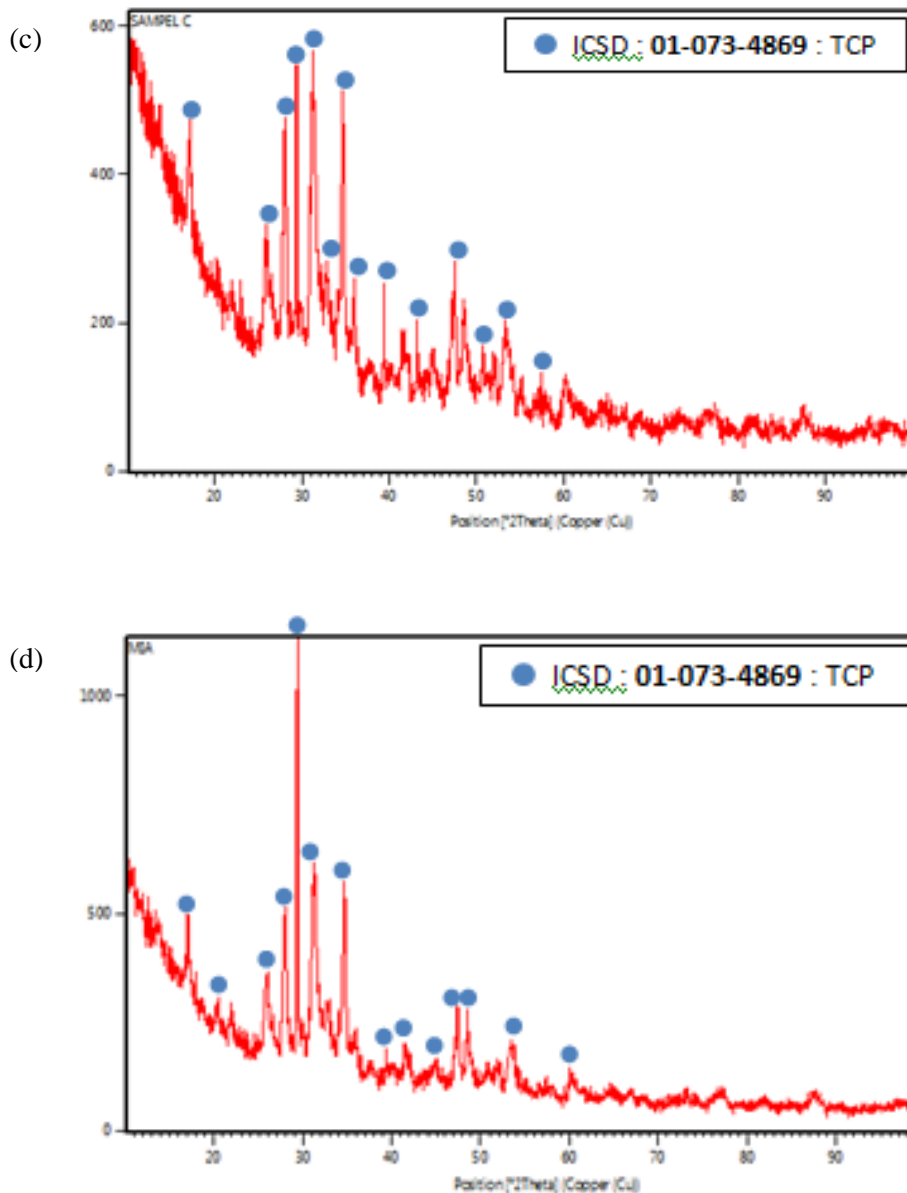 (c)
SAMPEL C
ICSD : 01-073-4869 : TCP
600
400
200
0
20 30 40 50 60 70 80 90
Position [°2Theta] (Copper (Cu))
(d)
MSA
ICSD : 01-073-4869 : TCP
1000
500
0
20 30 40 50 60 70 80 90
Position [°2Theta] (Copper (Cu))